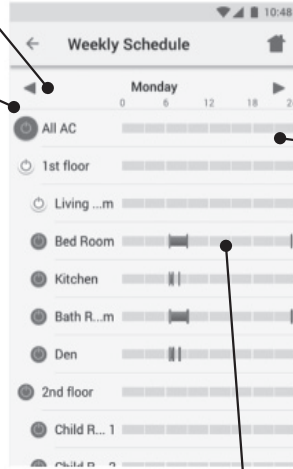 10:48
Weekly Schedule
Monday
0 6 12 18
All AC
1st floor
Living ...m
Bed Room
Kitchen
Bath R...m
Den
2nd floor
Child R... 1